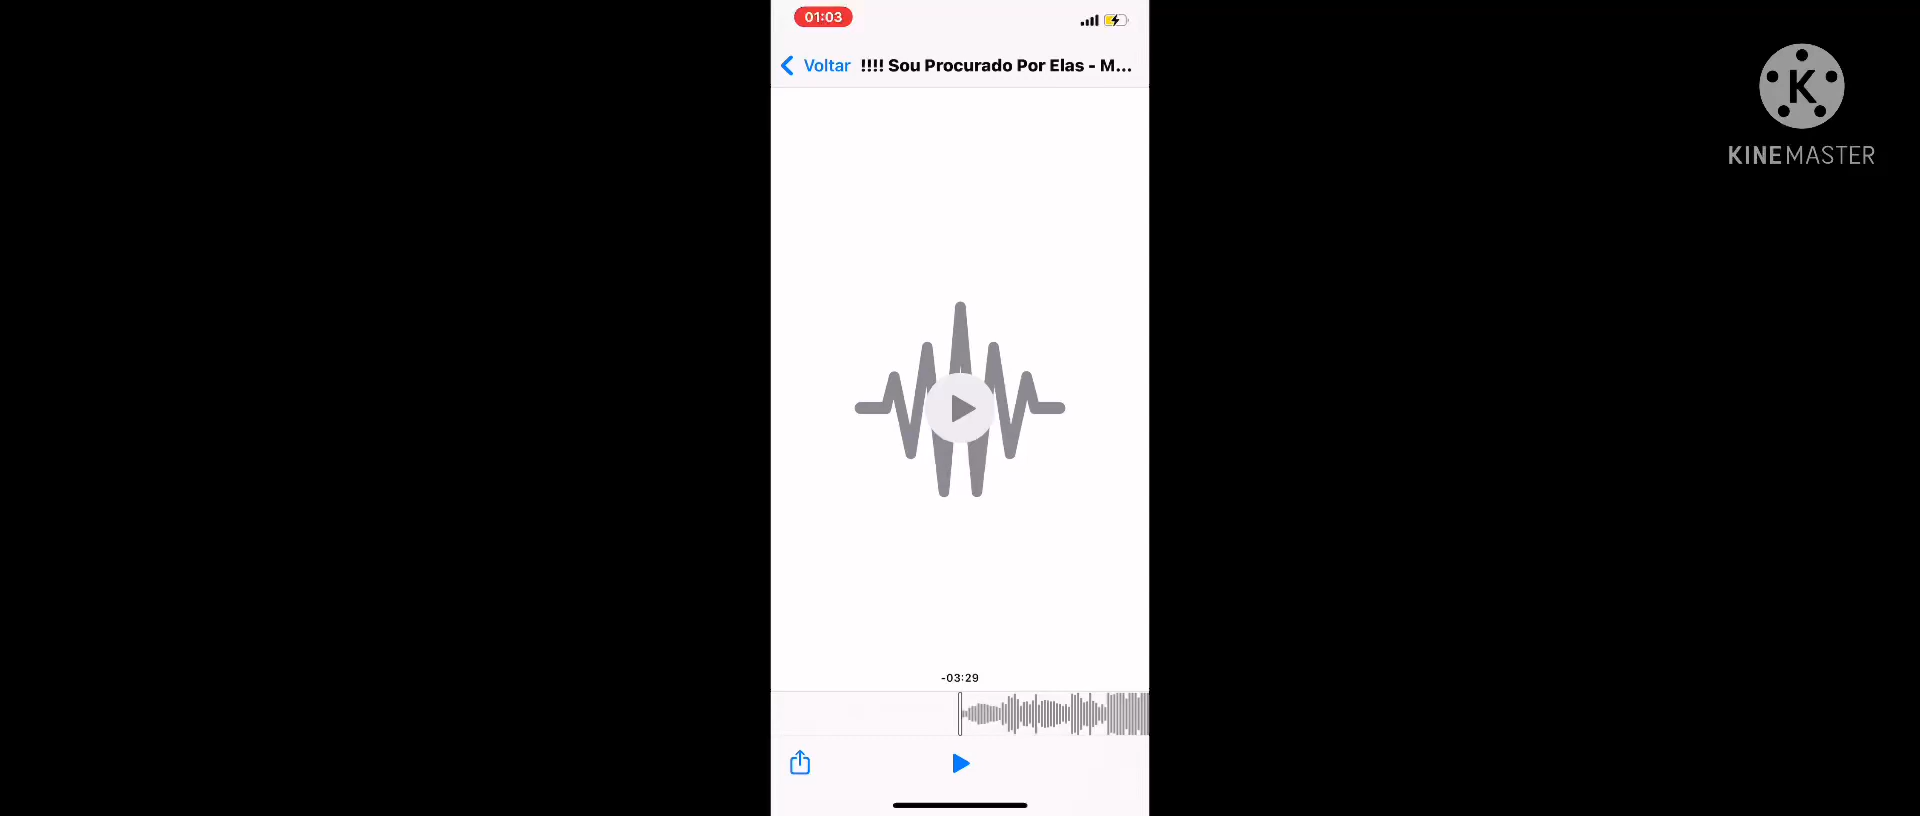 01:03
Voltar !!!! Sou Procurado Por Elas - M...
K
KINEMASTER
-03:29